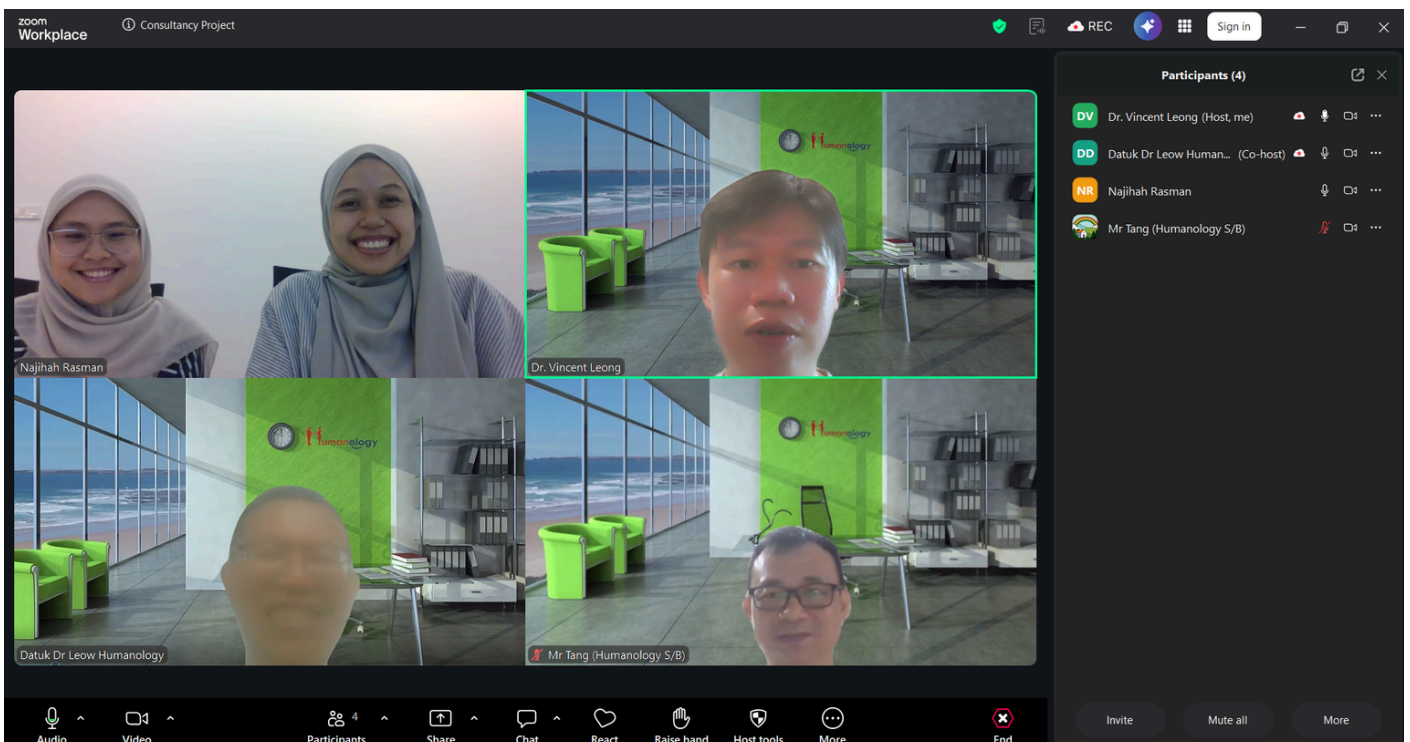 zoom
Workplace
Consultancy Project
REC
Sign in
Participants (4)
DV Dr. Vincent Leong (Host, me)
DD Datuk Dr Leow Human... (Co-host)
NR Najihah Rasman
Mr Tang (Humanology S/B)
Humanology
Najihah Rasman
Dr. Vincent Leong
Humanology
Humanology
Datuk Dr Leow Humanology
Mr Tang (Humanology S/B)
Audio
Video
4
Participants
Share
Chat
React
Raise hand
Host tools
More
End
Invite
Mute all
More